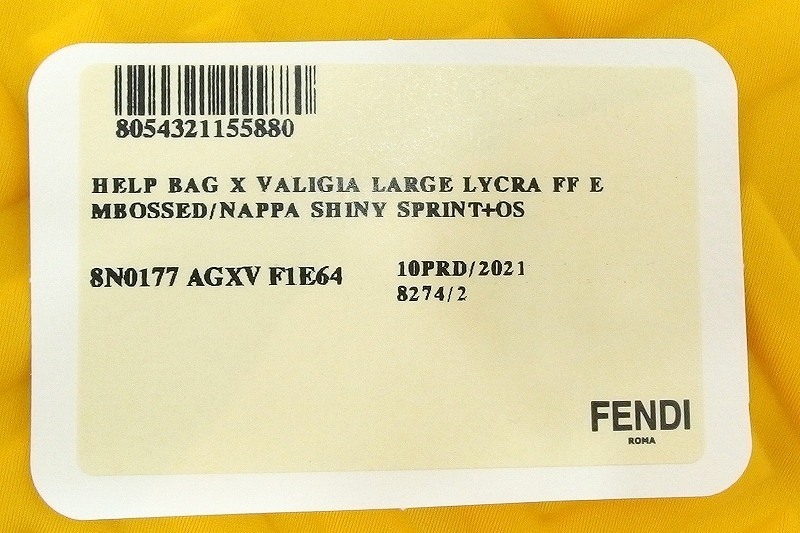 8054321155880
HELP BAG X VALIGIA LARGE LYCRA FF E
MBOSSED/NAPPA SHINY SPRINT+OS
8N0177 AGXV F1E64
10PRD/2021
8274/2
FENDI
ROMA